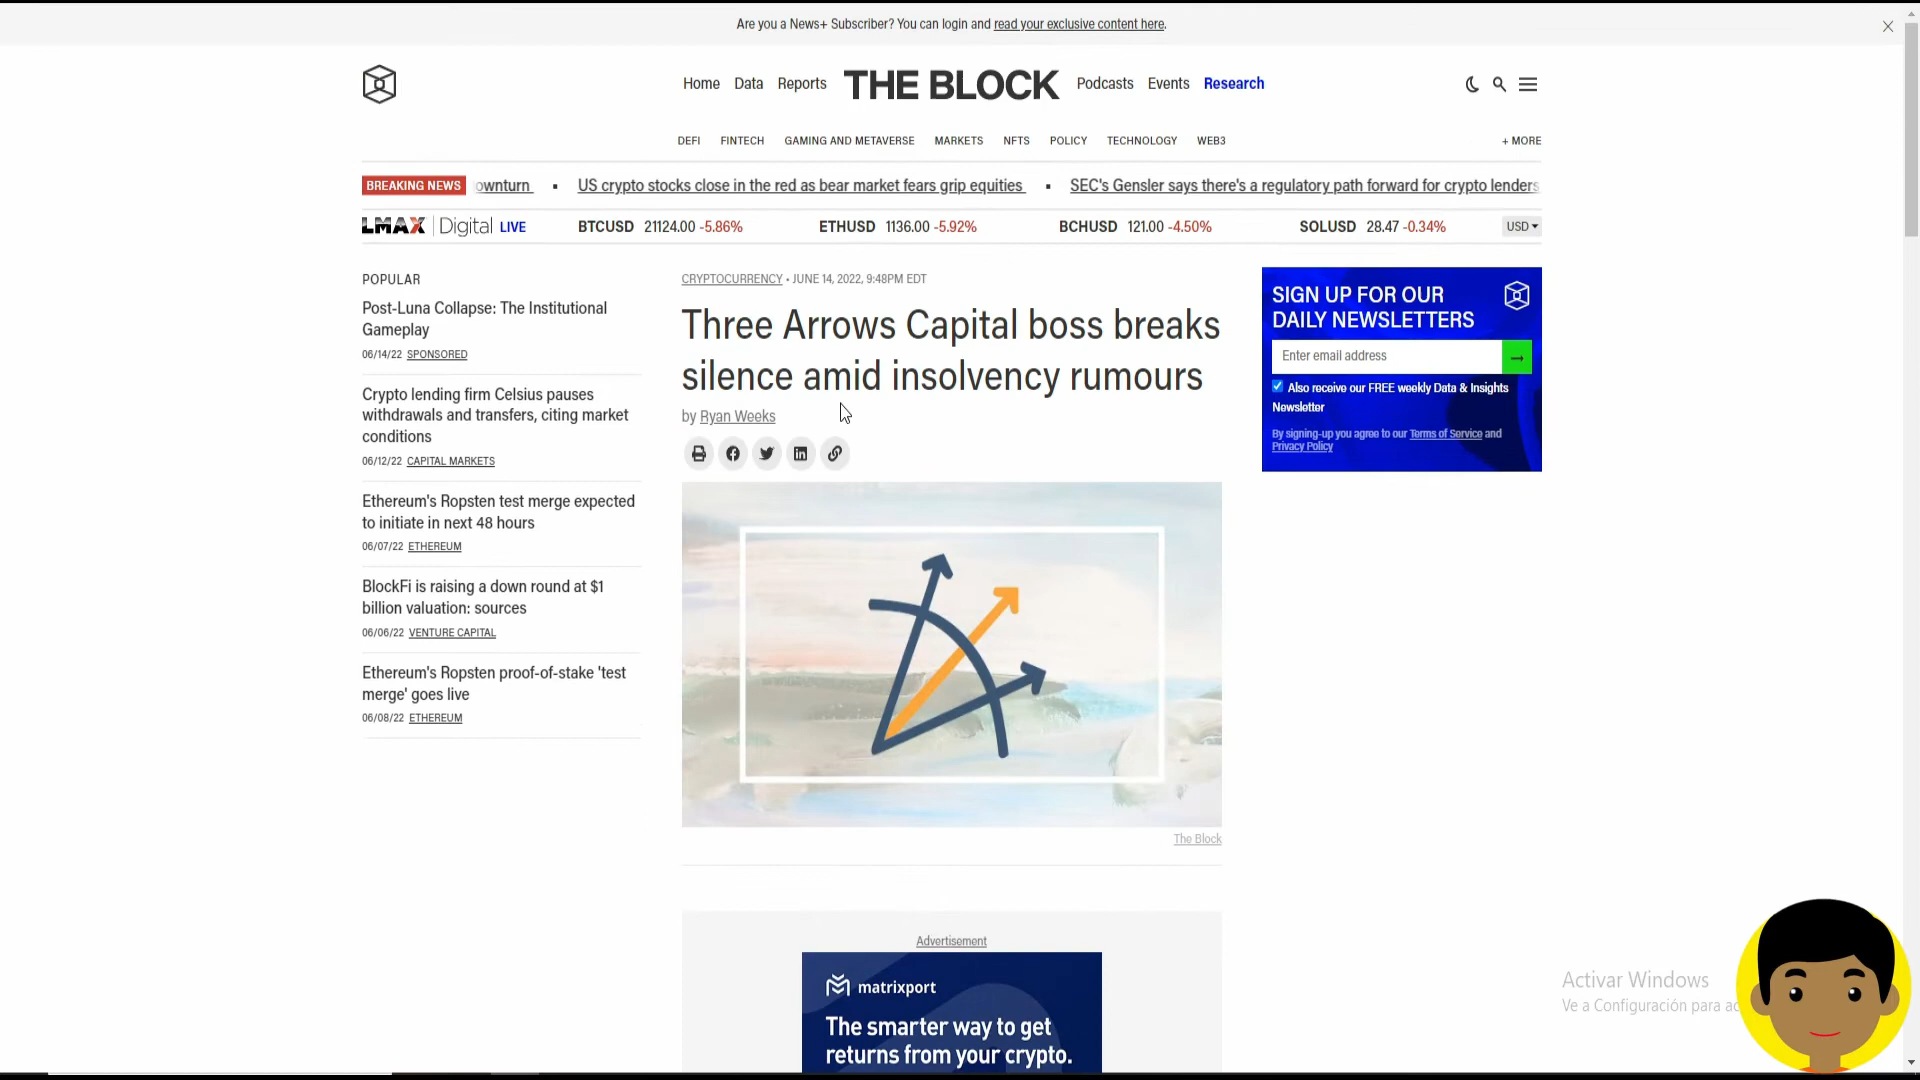 Are you a News+ Subscriber? You can login and read your exclusive content here.
Home Data Reports THE BLOCK Podcasts Events Research
DEFI FINTECH GAMING AND METAVERSE MARKETS NFTS POLICY TECHNOLOGY WEB3 + MORE
BREAKING NEWS ownturn ▪ US crypto stocks close in the red as bear market fears grip equities ▪ SEC's Gensler says there's a regulatory path forward for crypto lenders
LMAX Digital LIVE BTCUSD 21124.00 -5.86% ETHUSD 1136.00 -5.92% BCHUSD 121.00 -4.50% SOLUSD 28.47 -0.34% USD
POPULAR
Post-Luna Collapse: The Institutional
Gameplay
06/14/22 SPONSORED
Crypto lending firm Celsius pauses
withdrawals and transfers, citing market
conditions
06/12/22 CAPITAL MARKETS
Ethereum's Ropsten test merge expected
to initiate in next 48 hours
06/07/22 ETHEREUM
BlockFi is raising a down round at $1
billion valuation: sources
06/06/22 VENTURE CAPITAL
Ethereum's Ropsten proof-of-stake 'test
merge' goes live
06/08/22 ETHEREUM
CRYPTOCURRENCY • JUNE 14, 2022, 9:48PM EDT
Three Arrows Capital boss breaks
silence amid insolvency rumours
by Ryan Weeks
The Block
Advertisement
matrixport
The smarter way to get
returns from your crypto.
SIGN UP FOR OUR
DAILY NEWSLETTERS
Enter email address
Also receive our FREE weekly Data & Insights
Newsletter
By signing-up you agree to our Terms of Service and
Privacy Policy
Activar Windows
Ve a Configuración para